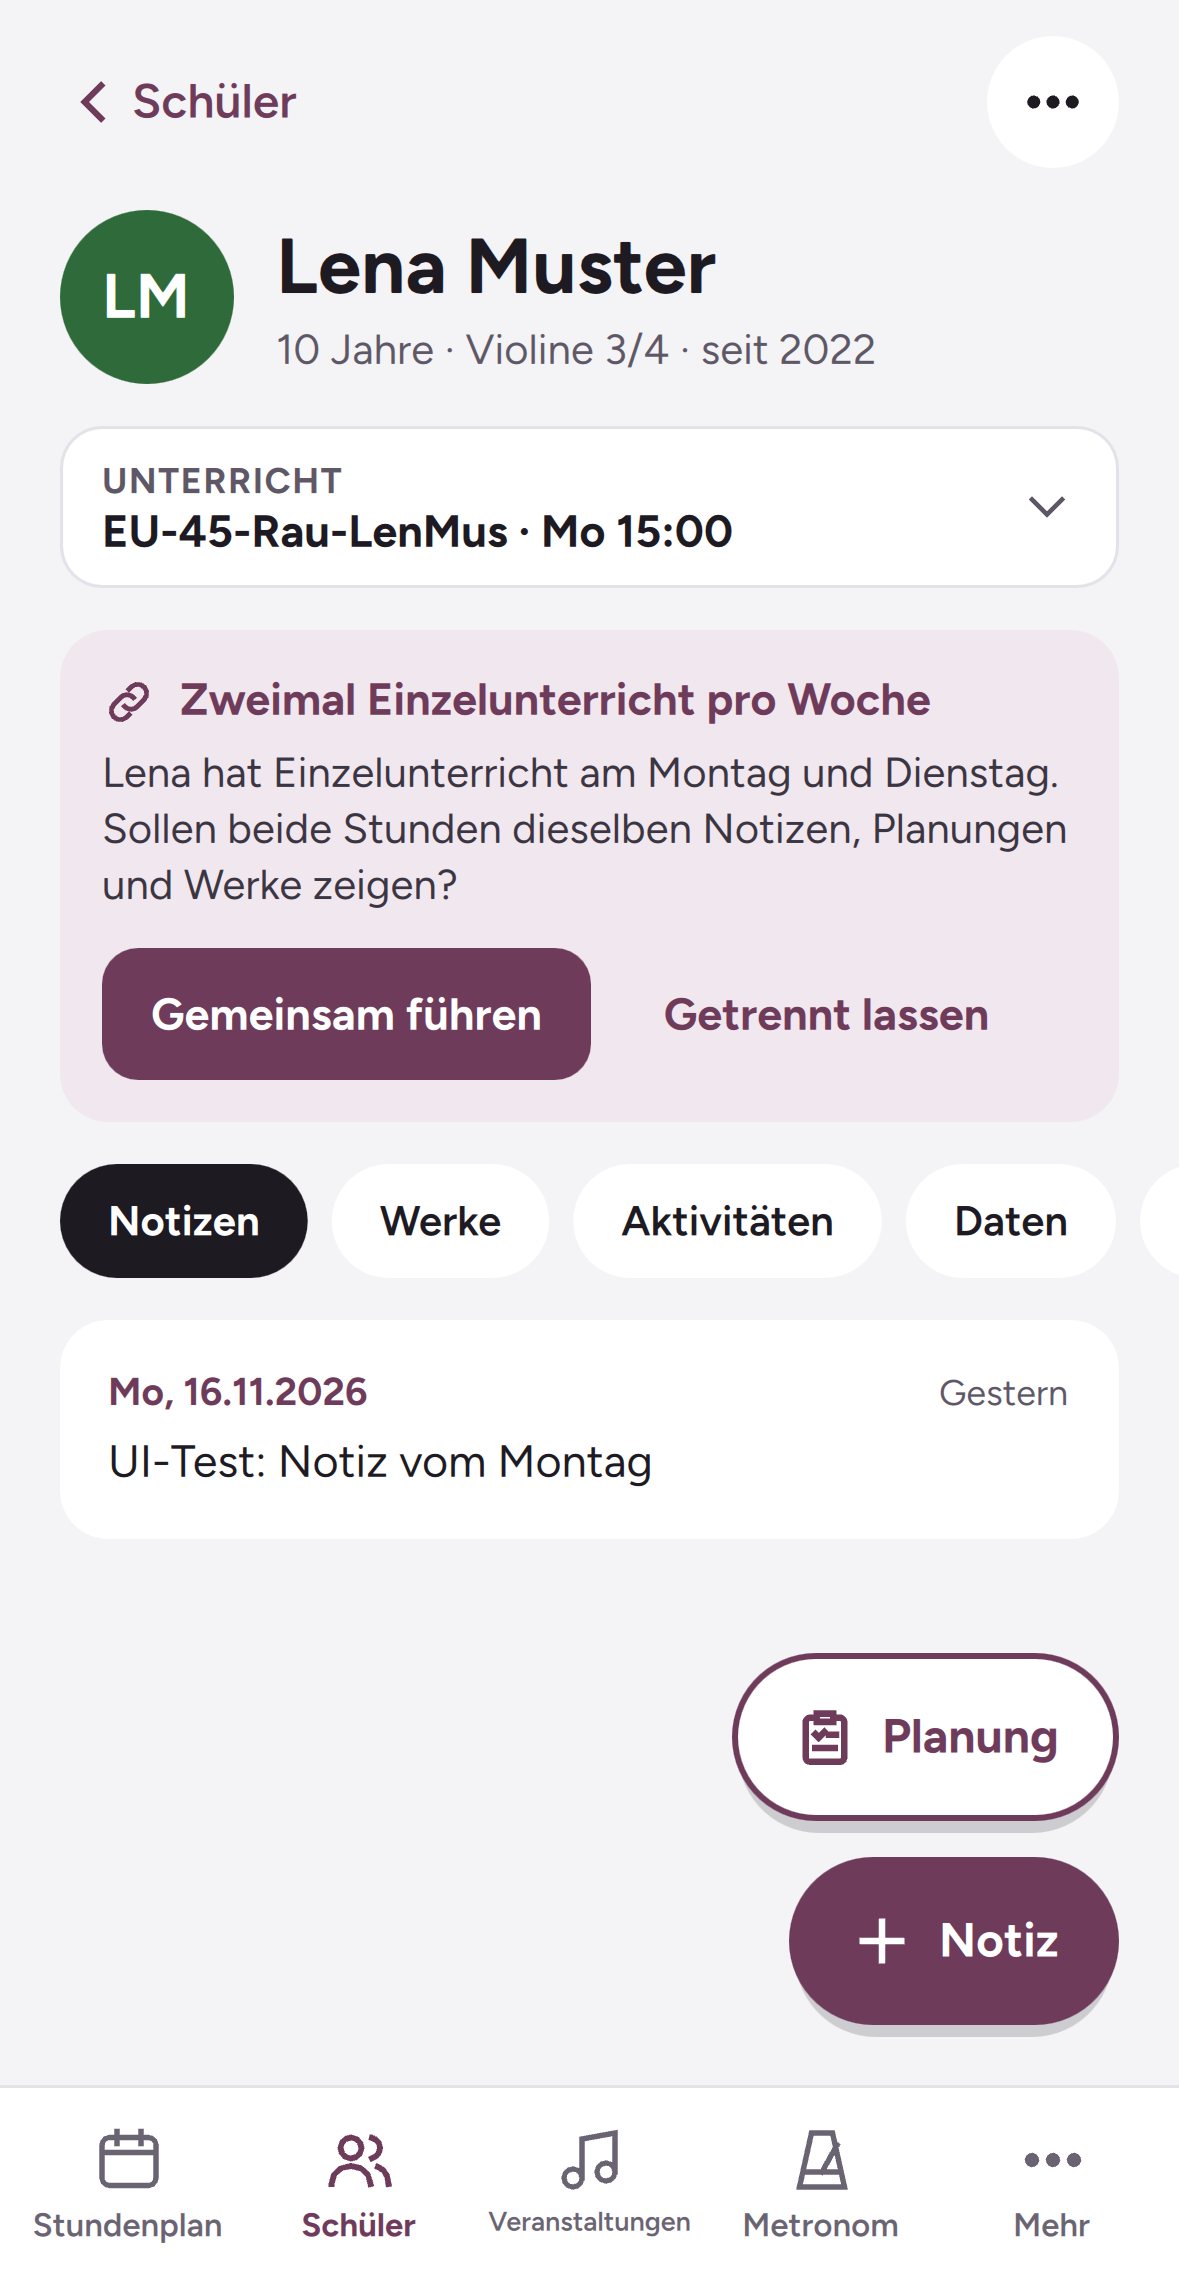 Schüler
LM
Lena Muster
10 Jahre · Violine 3/4 · seit 2022
UNTERRICHT
EU-45-Rau-LenMus · Mo 15:00
Zweimal Einzelunterricht pro Woche
Lena hat Einzelunterricht am Montag und Dienstag.
Sollen beide Stunden dieselben Notizen, Planungen
und Werke zeigen?
Gemeinsam führen Getrennt lassen
Notizen Werke Aktivitäten Daten
Mo, 16.11.2026 Gestern
UI-Test: Notiz vom Montag
Planung
Notiz
Stundenplan Schüler Veranstaltungen Metronom Mehr